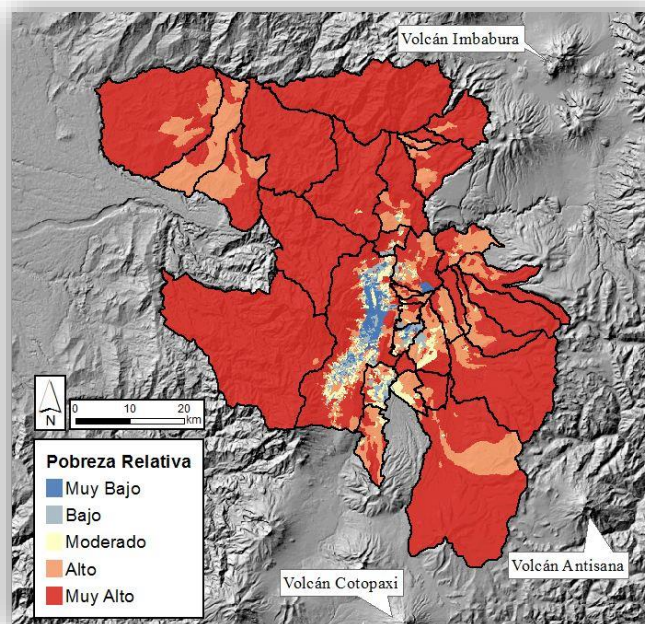 Volcán Imbabura
N
0 10 20
km
Pobreza Relativa
Muy Bajo
Bajo
Moderado
Alto
Muy Alto
Volcán Antisana
Volcán Cotopaxi